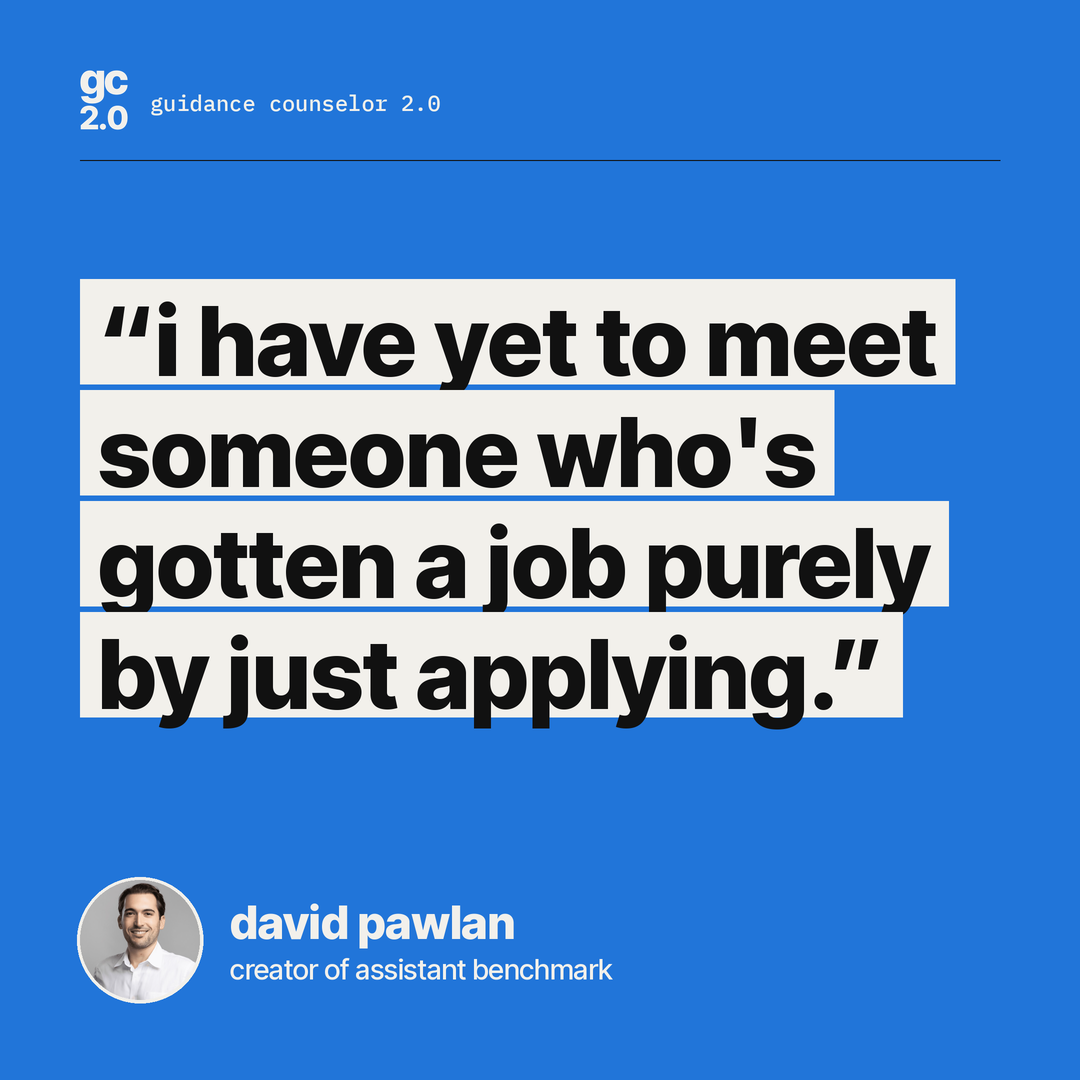 gc
2.0
guidance counselor 2.0
“i have yet to meet
someone who's
gotten a job purely
by just applying.”
david pawlan
creator of assistant benchmark